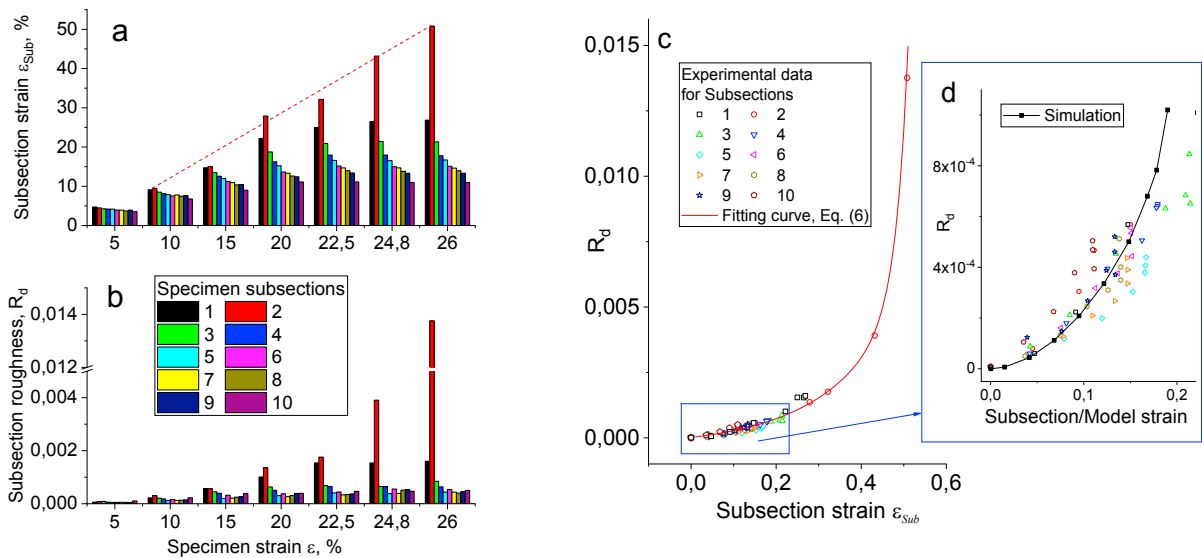 a
Subsection strain ε_Sub, %
50
40
30
20
10
0
5 10 15 20 22,5 24,8 26
b
Subsection roughness, R_d
0,014
0,012
0,004
0,002
0,000
Specimen subsections
1 2
3 4
5 6
7 8
9 10
5 10 15 20 22,5 24,8 26
Specimen strain ε, %
c
R_d
0,015
0,010
0,005
0,000
Experimental data
for Subsections
1 2
3 4
5 6
7 8
9 10
Fitting curve, Eq. (6)
0,0 0,2 0,4 0,6
Subsection strain ε_Sub
d
Simulation
R_d
8x10^-4
4x10^-4
0
0,0 0,1 0,2
Subsection/Model strain